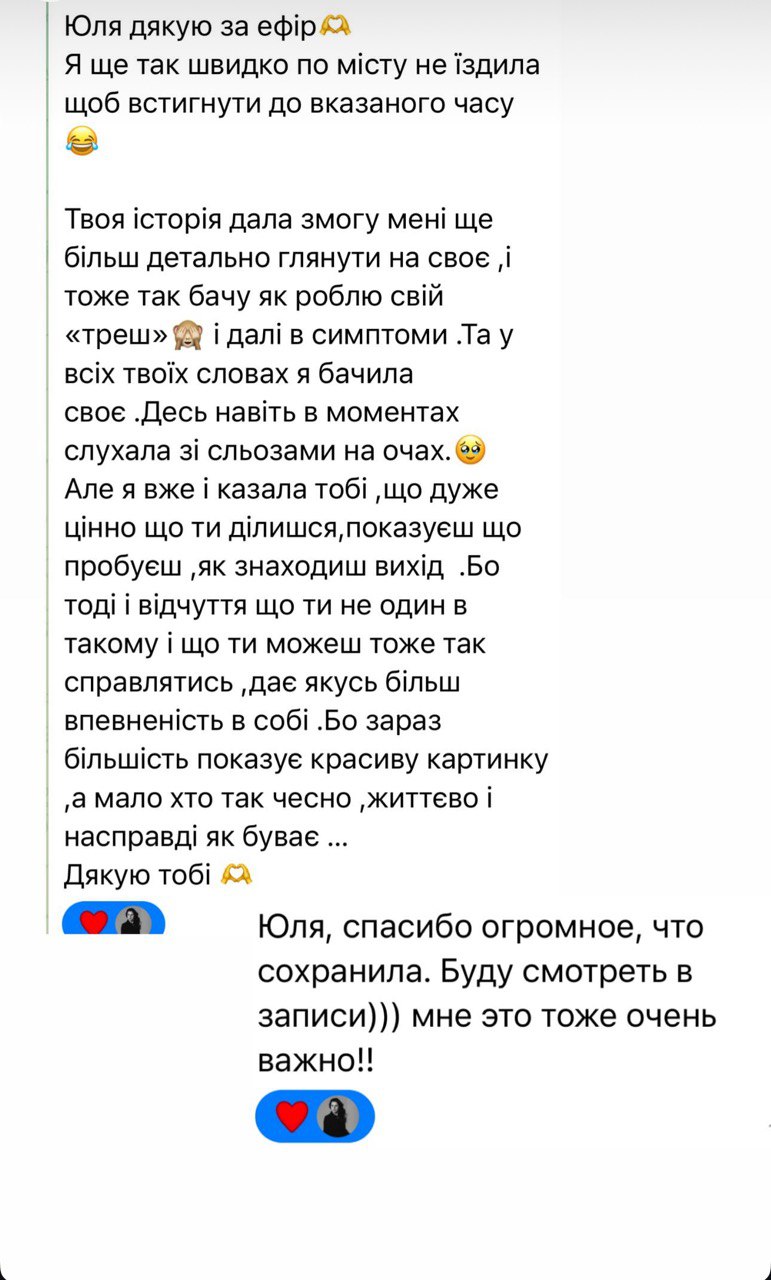 Юля дякую за ефір🫶
Я ще так швидко по місту не їздила
щоб встигнути до вказаного часу
😂
Твоя історія дала змогу мені ще
більш детально глянути на своє ,і
тоже так бачу як роблю свій
«треш»🙈 і далі в симптоми .Та у
всіх твоїх словах я бачила
своє .Десь навіть в моментах
слухала зі сльозами на очах.🥹
Але я вже і казала тобі ,що дуже
цінно що ти ділишся,показуєш що
пробуєш ,як знаходиш вихід  .Бо
тоді і відчуття що ти не один в
такому і що ти можеш тоже так
справлятись ,дає якусь більш
впевненість в собі .Бо зараз
більшість показує красиву картинку
,а мало хто так чесно ,життєво і
насправді як буває ...
Дякую тобі 🫶
Юля, спасибо огромное, что
сохранила. Буду смотреть в
записи))) мне это тоже очень
важно!!